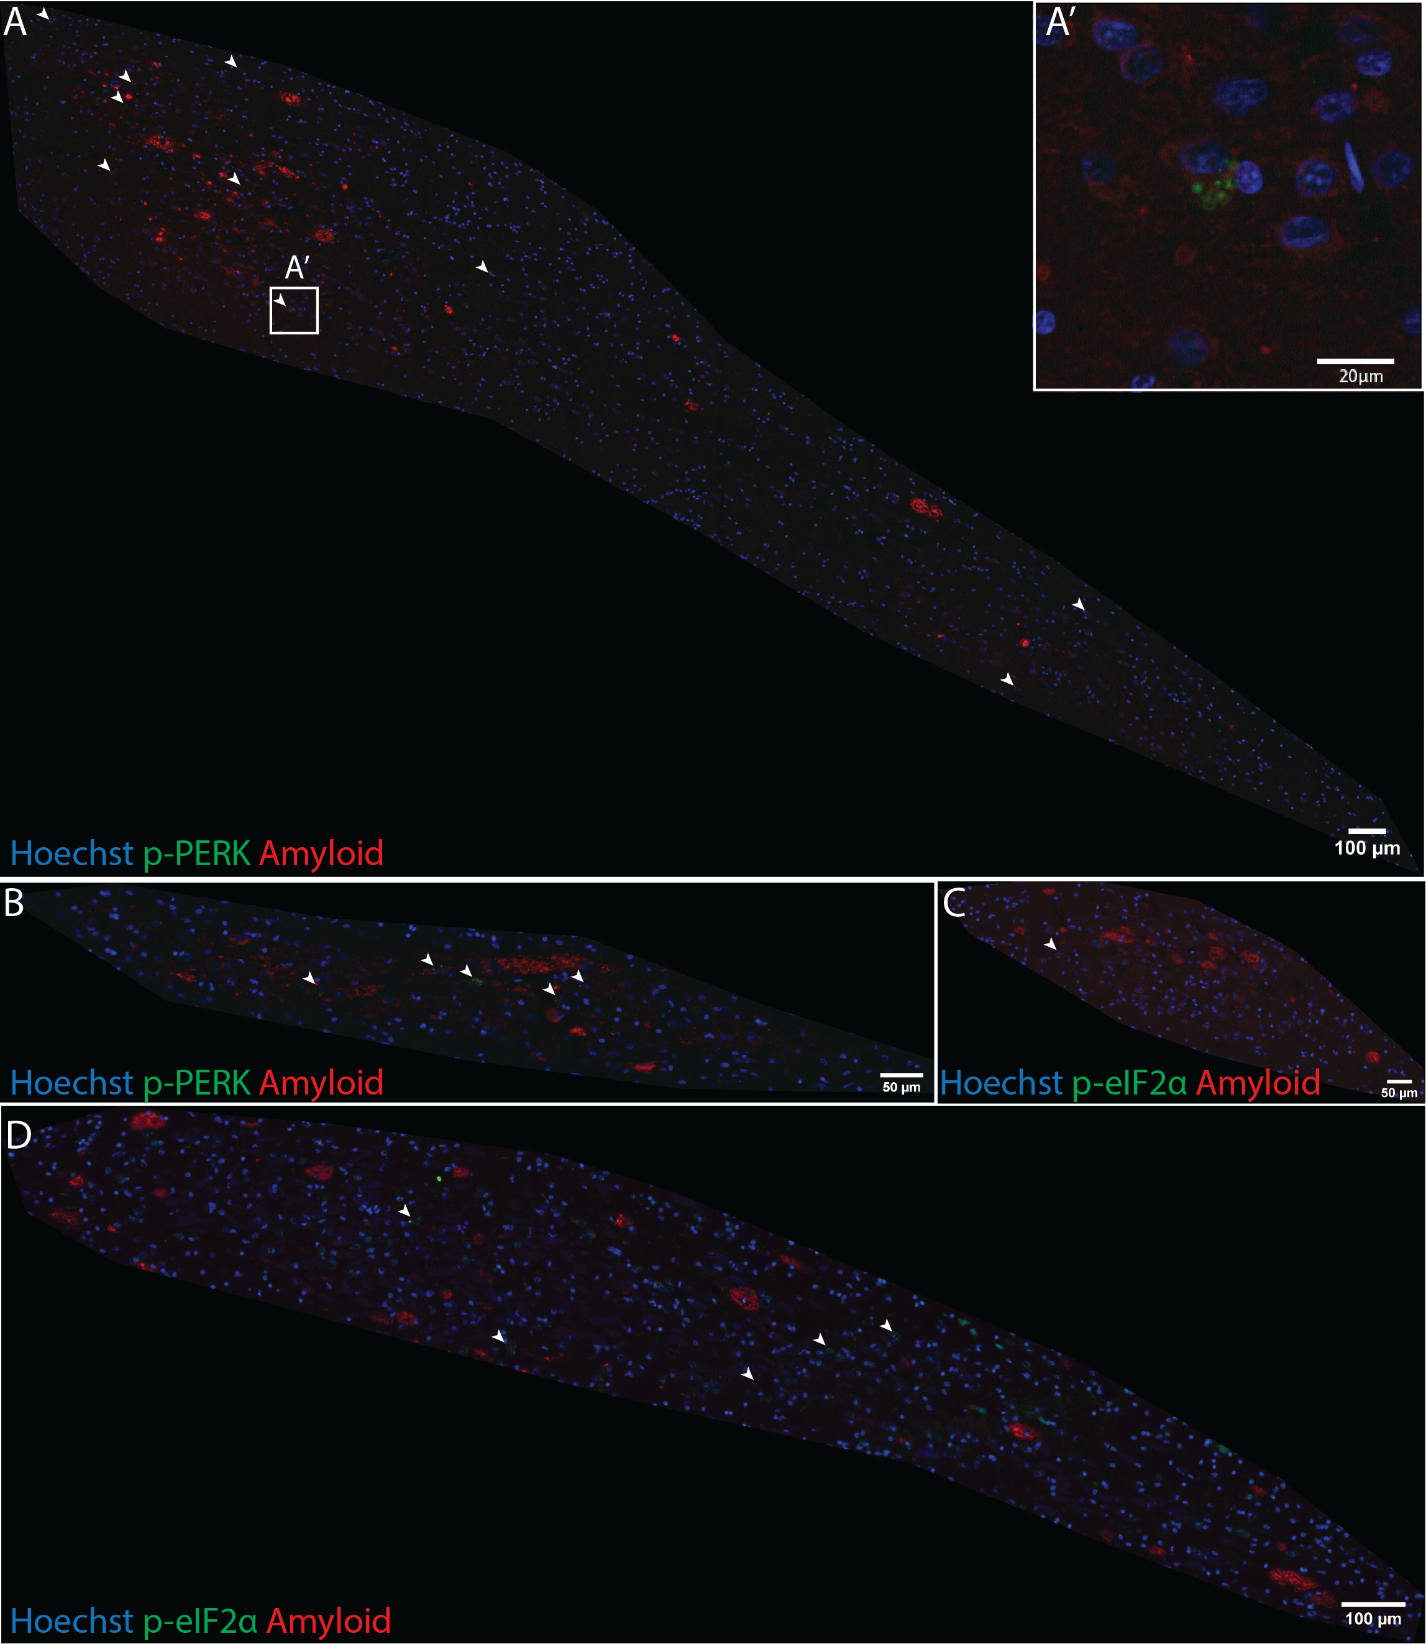 A
A′
A′
20µm
Hoechst p-PERK Amyloid
100 µm
B
Hoechst p-PERK Amyloid
50 µm
C
Hoechst p-eIF2α Amyloid
50 µm
D
Hoechst p-eIF2α Amyloid
100 µm